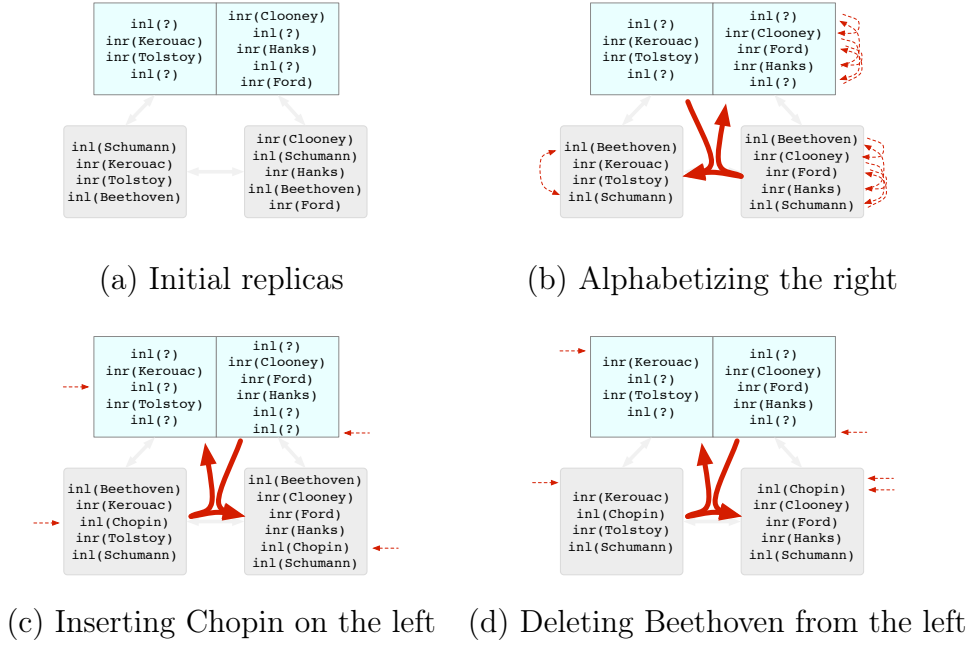 inl(?)
inr(Kerouac)
inr(Tolstoy)
inl(?)
inr(Clooney)
inl(?)
inr(Hanks)
inl(?)
inr(Ford)
inl(Schumann)
inr(Kerouac)
inr(Tolstoy)
inl(Beethoven)
inr(Clooney)
inl(Schumann)
inr(Hanks)
inl(Beethoven)
inr(Ford)
(a) Initial replicas
inl(?)
inr(Kerouac)
inr(Tolstoy)
inl(?)
inl(?)
inr(Clooney)
inr(Ford)
inr(Hanks)
inl(?)
inl(Beethoven)
inr(Kerouac)
inr(Tolstoy)
inl(Schumann)
inl(Beethoven)
inr(Clooney)
inr(Ford)
inr(Hanks)
inl(Schumann)
(b) Alphabetizing the right
inl(?)
inr(Kerouac)
inl(?)
inr(Tolstoy)
inl(?)
inl(?)
inr(Clooney)
inr(Ford)
inr(Hanks)
inl(?)
inl(?)
inl(Beethoven)
inr(Kerouac)
inl(Chopin)
inr(Tolstoy)
inl(Schumann)
inl(Beethoven)
inr(Clooney)
inr(Ford)
inr(Hanks)
inl(Chopin)
inl(Schumann)
(c) Inserting Chopin on the left
inr(Kerouac)
inl(?)
inr(Tolstoy)
inl(?)
inl(?)
inr(Clooney)
inr(Ford)
inr(Hanks)
inl(?)
inr(Kerouac)
inl(Chopin)
inr(Tolstoy)
inl(Schumann)
inl(Chopin)
inr(Clooney)
inr(Ford)
inr(Hanks)
inl(Schumann)
(d) Deleting Beethoven from the left